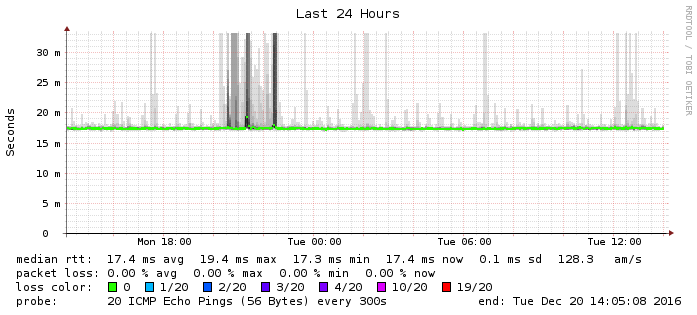 Last 24 Hours
RRDTOOL / TOBI OETIKER
Seconds
30 m
25 m
20 m
15 m
10 m
5 m
0
Mon 18:00 Tue 00:00 Tue 06:00 Tue 12:00
median rtt: 17.4 ms avg 19.4 ms max 17.3 ms min 17.4 ms now 0.1 ms sd 128.3 am/s
packet loss: 0.00 % avg 0.00 % max 0.00 % min 0.00 % now
loss color: 0 1/20 2/20 3/20 4/20 10/20 19/20
probe: 20 ICMP Echo Pings (56 Bytes) every 300s end: Tue Dec 20 14:05:08 2016